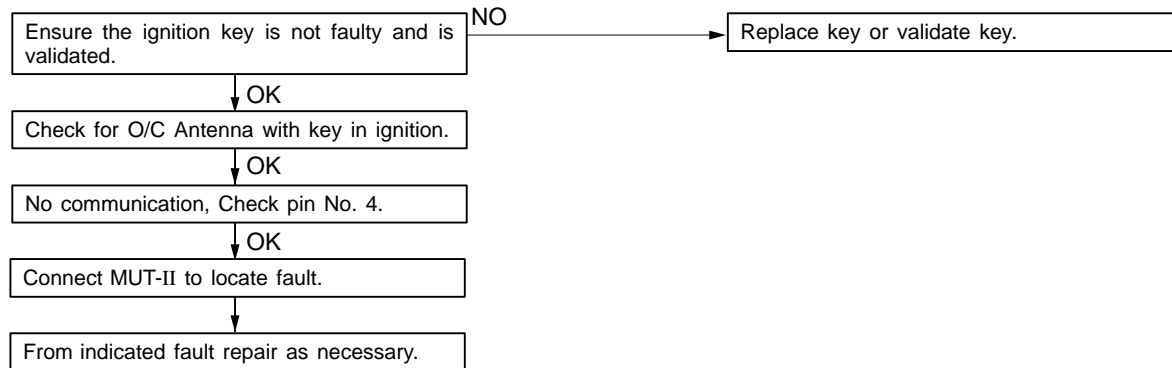 Ensure the ignition key is not faulty and is
validated.
NO
Replace key or validate key.
OK
Check for O/C Antenna with key in ignition.
OK
No communication, Check pin No. 4.
OK
Connect MUT-II to locate fault.
From indicated fault repair as necessary.